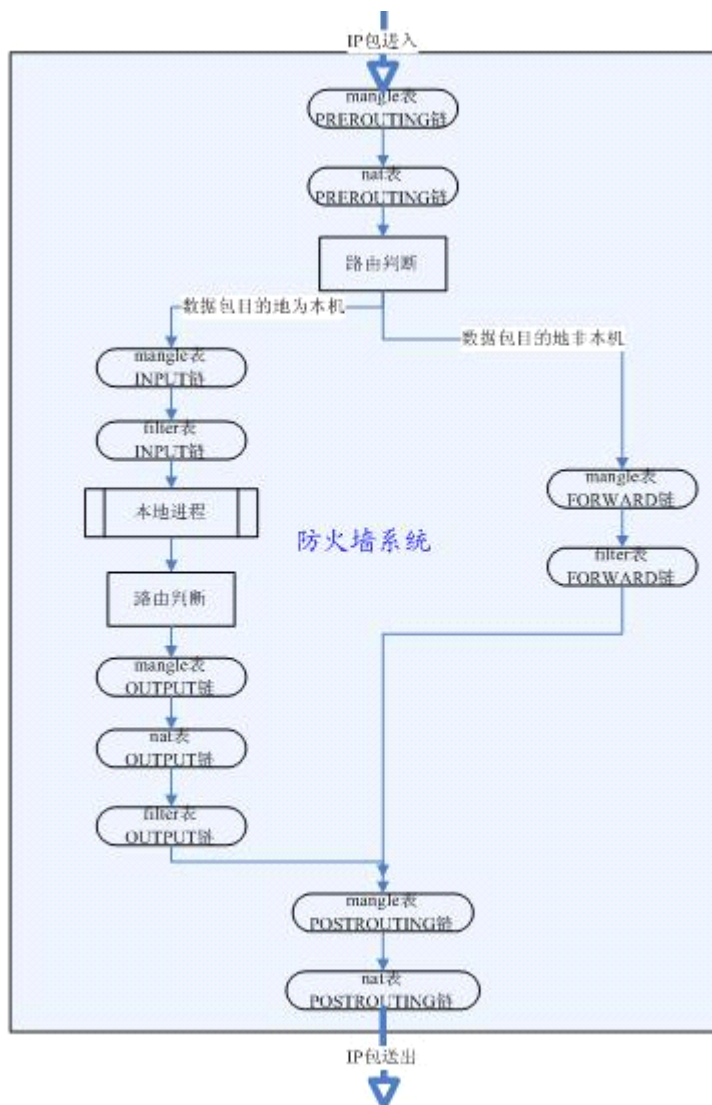 IP包进入
mangle表
PREROUTING链
nat表
PREROUTING链
路由判断
数据包目的地为本机
数据包目的地非本机
mangle表
INPUT链
filter表
INPUT链
本地进程
路由判断
mangle表
OUTPUT链
nat表
OUTPUT链
filter表
OUTPUT链
防火墙系统
mangle表
FORWARD链
filter表
FORWARD链
mangle表
POSTROUTING链
nat表
POSTROUTING链
IP包送出